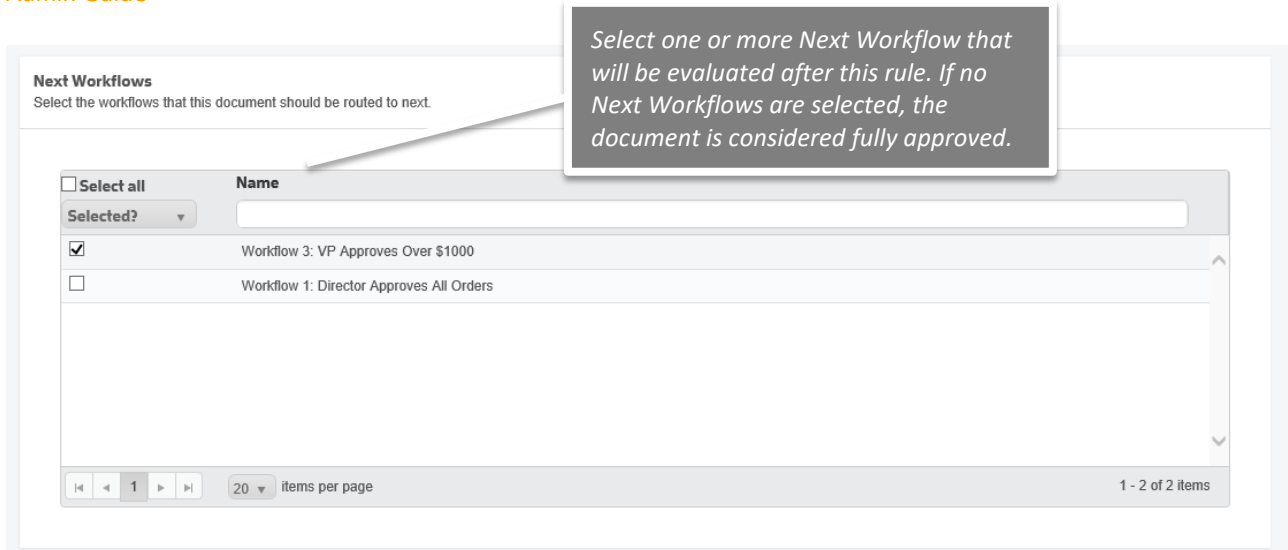 Select one or more Next Workflow that
will be evaluated after this rule. If no
Next Workflows are selected, the
document is considered fully approved.
Next Workflows
Select the workflows that this document should be routed to next.
Select all Name
Selected?
Workflow 3: VP Approves Over $1000
Workflow 1: Director Approves All Orders
1 20 items per page 1 - 2 of 2 items